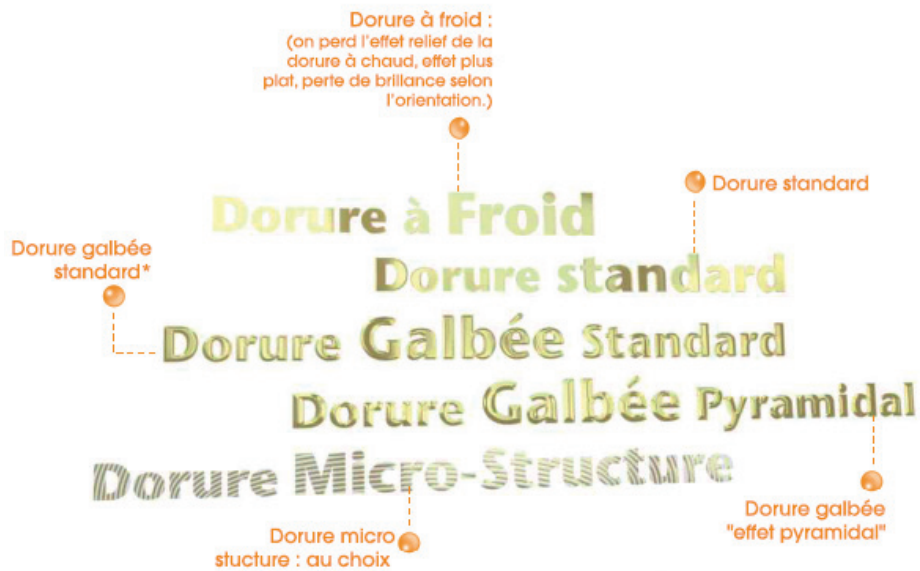 Dorure à froid :
(on perd l'effet relief de la
dorure à chaud, effet plus
plat, perte de brillance selon
l'orientation.)
Dorure standard
Dorure à Froid
Dorure galbée
standard*
Dorure standard
Dorure Galbée Standard
Dorure Galbée Pyramidal
Dorure Micro-Structure
Dorure galbée
"effet pyramidal"
Dorure micro
stucture : au choix